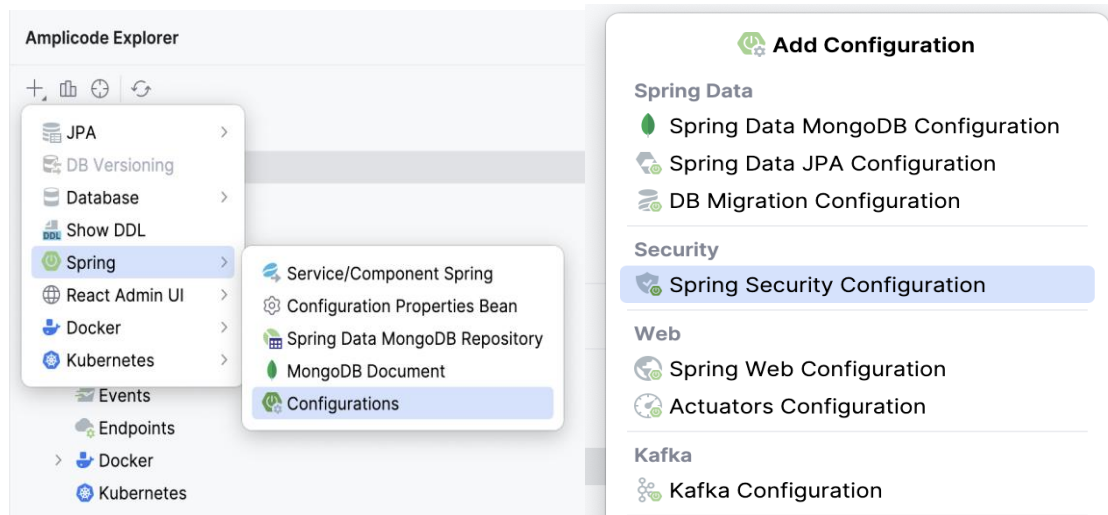 Amplicode Explorer
JPA
DB Versioning
Database
DDL
Show DDL
Spring
React Admin UI
Docker
Kubernetes
Service/Component Spring
Configuration Properties Bean
Spring Data MongoDB Repository
MongoDB Document
Configurations
Events
Endpoints
Docker
Kubernetes
Add Configuration
Spring Data
Spring Data MongoDB Configuration
Spring Data JPA Configuration
DB Migration Configuration
Security
Spring Security Configuration
Web
Spring Web Configuration
Actuators Configuration
Kafka
Kafka Configuration